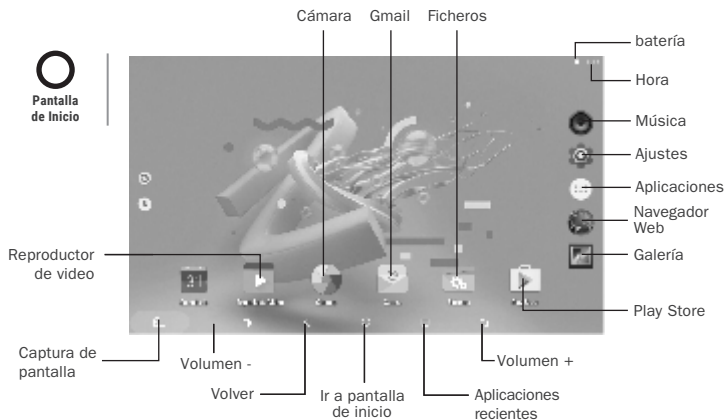 Cámara
Gmail
Ficheros
batería
Hora
Pantalla
de Inicio
Música
Ajustes
Aplicaciones
Navegador
Web
Galería
Reproductor
de video
31
Play Store
Captura de
pantalla
Volumen -
Volver
Ir a pantalla
de inicio
Aplicaciones
recientes
Volumen +